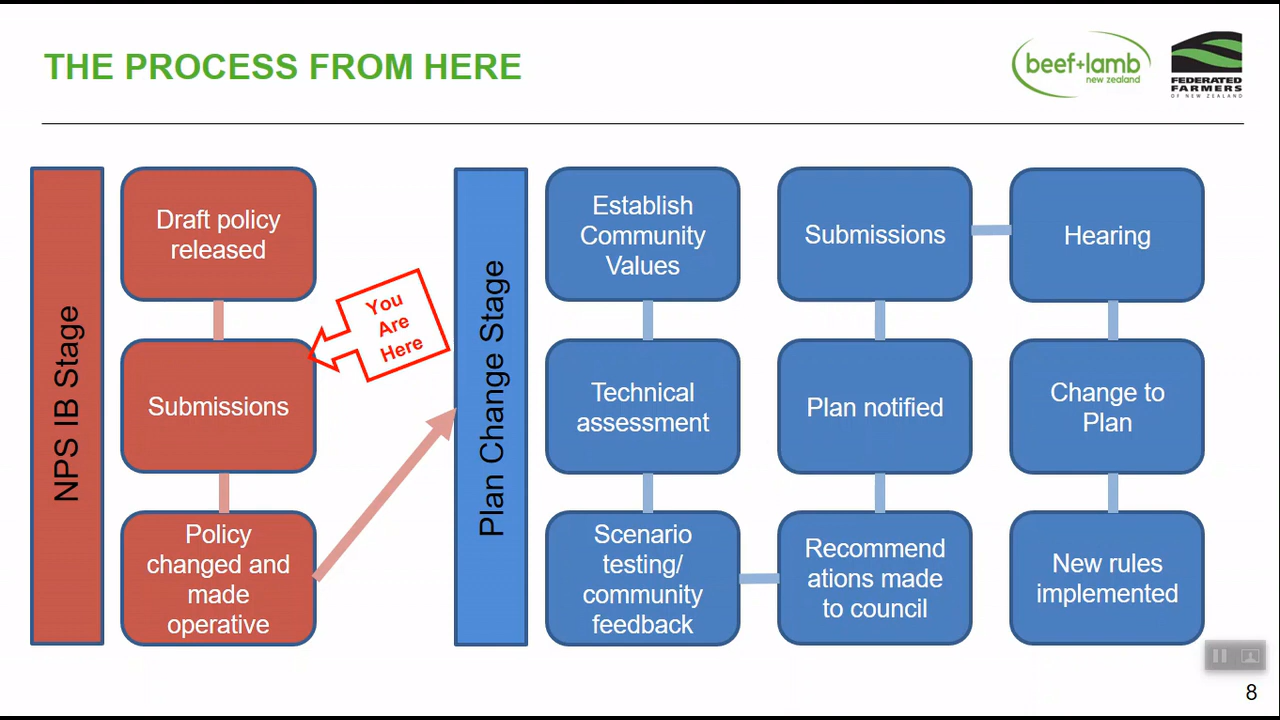 THE PROCESS FROM HERE
beef+lamb
new zealand
FEDERATED
FARMERS
OF NEW ZEALAND
NPS IB Stage
Draft policy
released
Submissions
Policy
changed and
made
operative
You
Are
Here
Plan Change Stage
Establish
Community
Values
Technical
assessment
Scenario
testing/
community
feedback
Recommend
ations made
to council
Plan notified
Submissions
Hearing
Change to
Plan
New rules
implemented
8